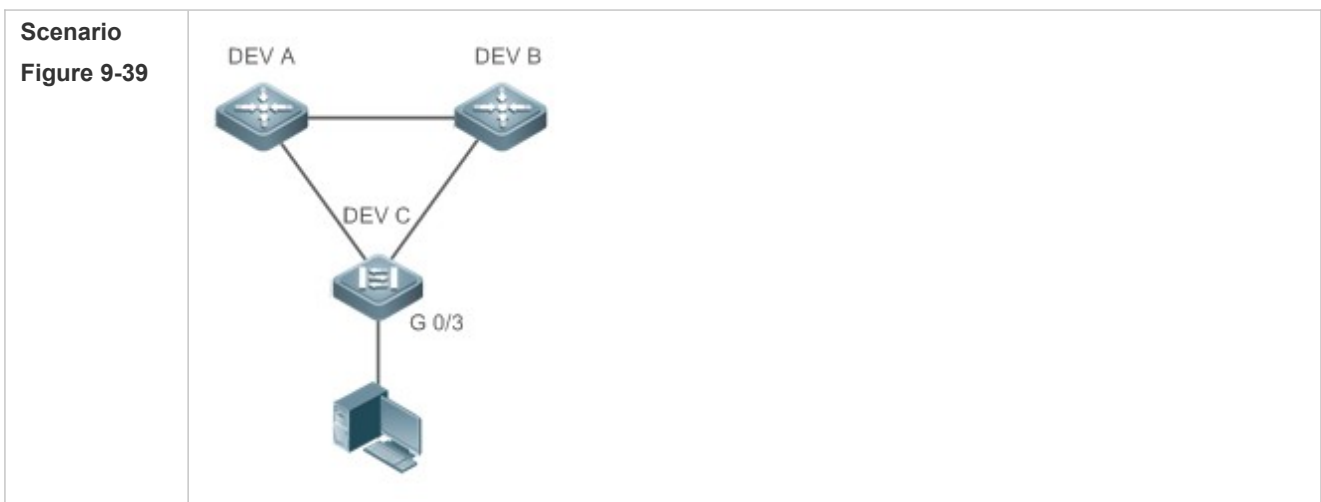 Scenario
Figure 9-39
DEV A
DEV B
DEV C
G 0/3